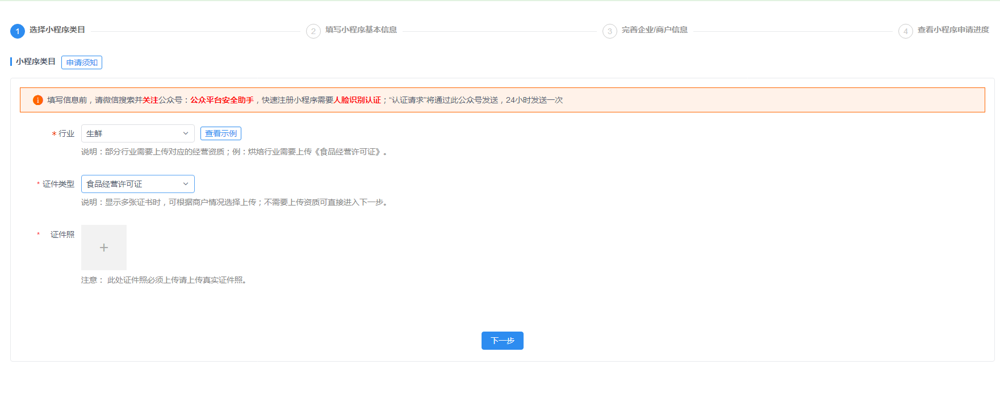 1 选择小程序类目 2 填写小程序基本信息 3 完善企业/商户信息 4 查看小程序申请进度
小程序类目 申请须知
填写信息前，请微信搜索并关注公众号：公众平台安全助手，快速注册小程序需要人脸识别认证；“认证请求”将通过此公众号发送，24小时发送一次
* 行业 生鲜 查看示例
说明：部分行业需要上传对应的经营资质；例：烘焙行业需要上传《食品经营许可证》。
* 证件类型 食品经营许可证
说明：显示多张证书时，可根据商户情况选择上传；不需要上传资质可直接进入下一步。
* 证件照
+
注意： 此处证件照必须上传请上传真实证件照。
下一步